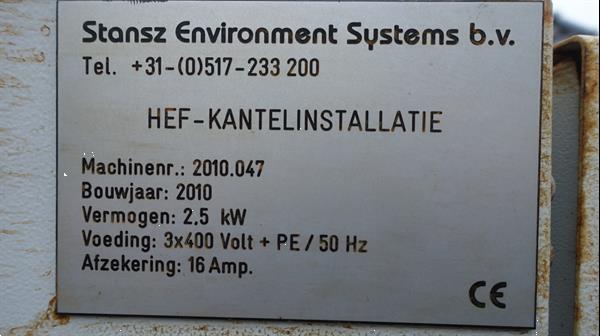 Stansz Environment Systems b.v.
Tel. +31-(0)517-233 200
HEF-KANTELINSTALLATIE
Machinenr.: 2010.047
Bouwjaar: 2010
Vermogen: 2.5 kW
Voeding: 3x400 Volt + PE / 50 Hz
Afzekering: 16 Amp.
CE